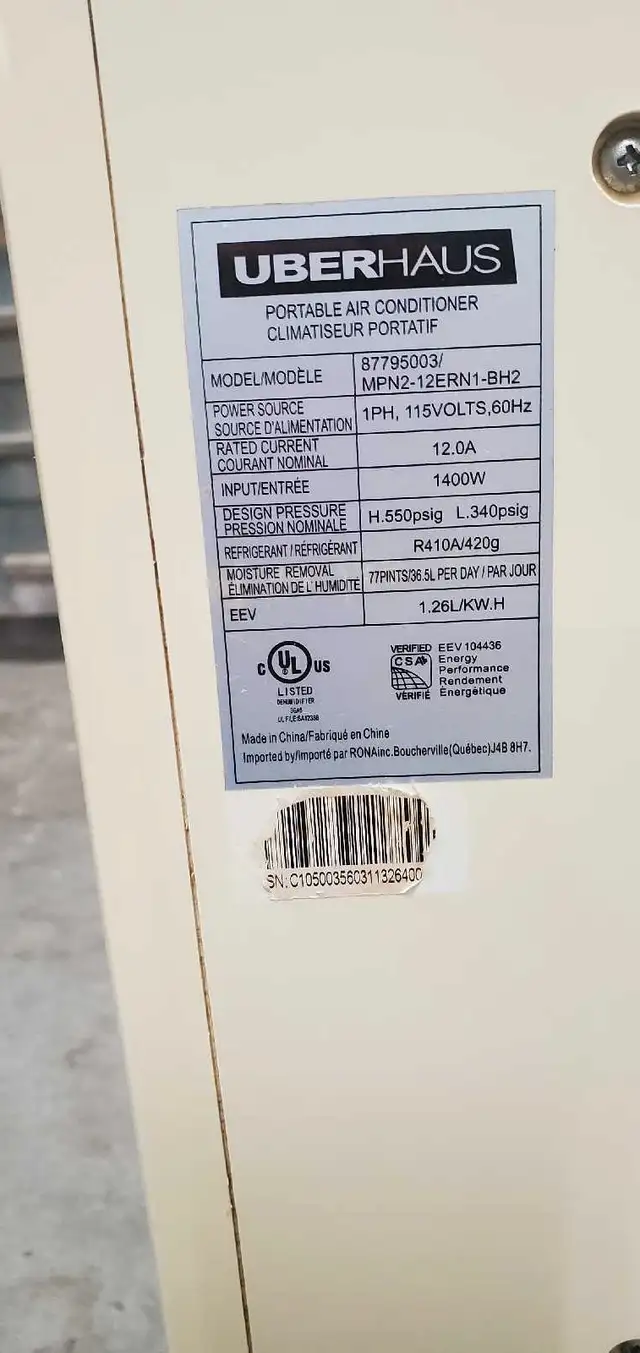 UBERHAUS
PORTABLE AIR CONDITIONER
CLIMATISEUR PORTATIF
MODEL/MODÈLE
87795003/
MPN2-12ERN1-BH2
POWER SOURCE
SOURCE D'ALIMENTATION
1PH, 115VOLTS,60Hz
RATED CURRENT
COURANT NOMINAL
12.0A
INPUT/ENTRÉE
1400W
DESIGN PRESSURE
PRESSION NOMINALE
H.550psig L.340psig
REFRIGERANT / RÉFRIGÉRANT
R410A/420g
MOISTURE REMOVAL
ÉLIMINATION DE L'HUMIDITÉ
77PINTS/36.5L PER DAY / PAR JOUR
EEV
1.26L/KW.H
C UL US
LISTED
DEHUMIDIFIER
VERIFIED
CSA
VÉRIFIÉ
EEV 104436
Energy
Performance
Rendement
Énergétique
Made in China/Fabriqué en Chine
Imported by/importé par RONAinc.Boucherville(Québec)J4B 8H7.
SN: C105003560311326400